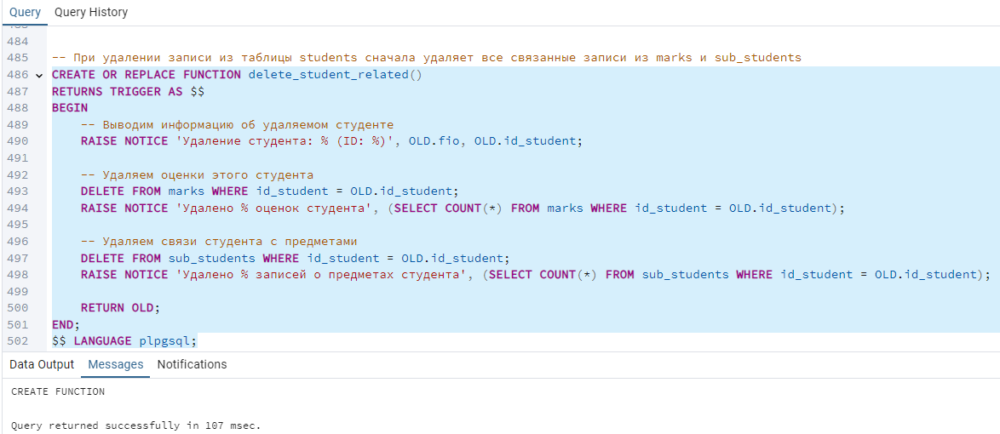 Query Query History
484
485 -- При удалении записи из таблицы students сначала удаляет все связанные записи из marks и sub_students
486 CREATE OR REPLACE FUNCTION delete_student_related()
487 RETURNS TRIGGER AS $$
488 BEGIN
489 -- Выводим информацию об удаляемом студенте
490 RAISE NOTICE 'Удаление студента: % (ID: %)', OLD.fio, OLD.id_student;
491
492 -- Удаляем оценки этого студента
493 DELETE FROM marks WHERE id_student = OLD.id_student;
494 RAISE NOTICE 'Удалено % оценок студента', (SELECT COUNT(*) FROM marks WHERE id_student = OLD.id_student);
495
496 -- Удаляем связи студента с предметами
497 DELETE FROM sub_students WHERE id_student = OLD.id_student;
498 RAISE NOTICE 'Удалено % записей о предметах студента', (SELECT COUNT(*) FROM sub_students WHERE id_student = OLD.id_student);
499
500 RETURN OLD;
501 END;
502 $$ LANGUAGE plpgsql;
Data Output Messages Notifications
CREATE FUNCTION
Query returned successfully in 107 msec.